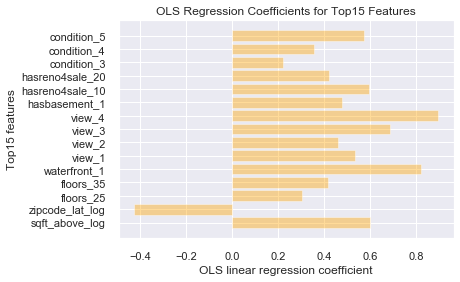 OLS Regression Coefficients for Top15 Features
Top15 features
condition_5
condition_4
condition_3
hasreno4sale_20
hasreno4sale_10
hasbasement_1
view_4
view_3
view_2
view_1
waterfront_1
floors_35
floors_25
zipcode_lat_log
sqft_above_log
−0.4 −0.2 0.0 0.2 0.4 0.6 0.8
OLS linear regression coefficient